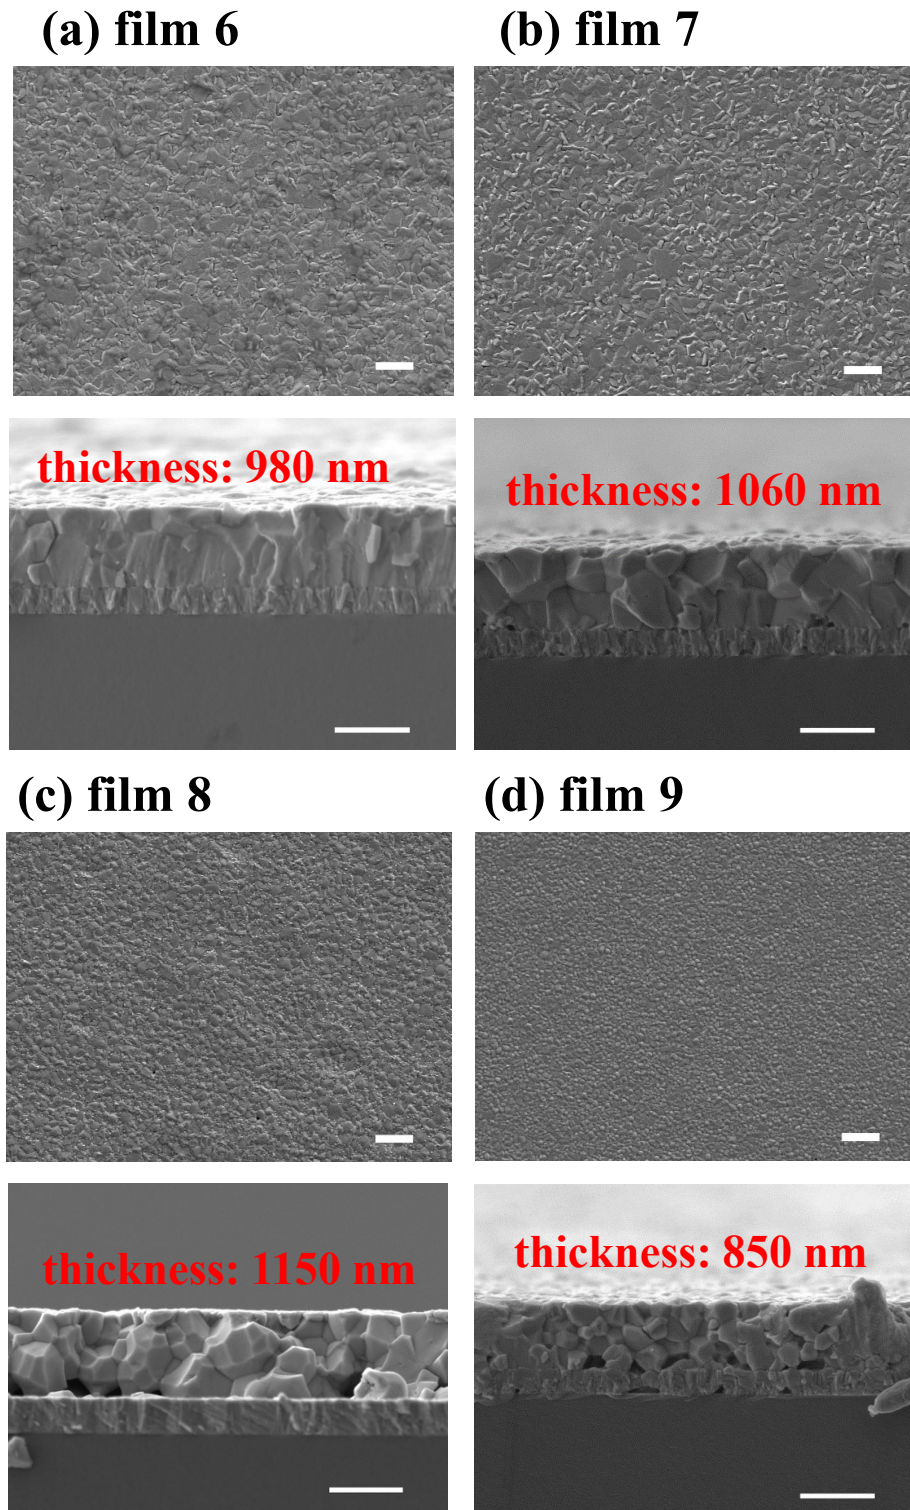 (a) film 6
(b) film 7
thickness: 980 nm
thickness: 1060 nm
(c) film 8
(d) film 9
thickness: 1150 nm
thickness: 850 nm